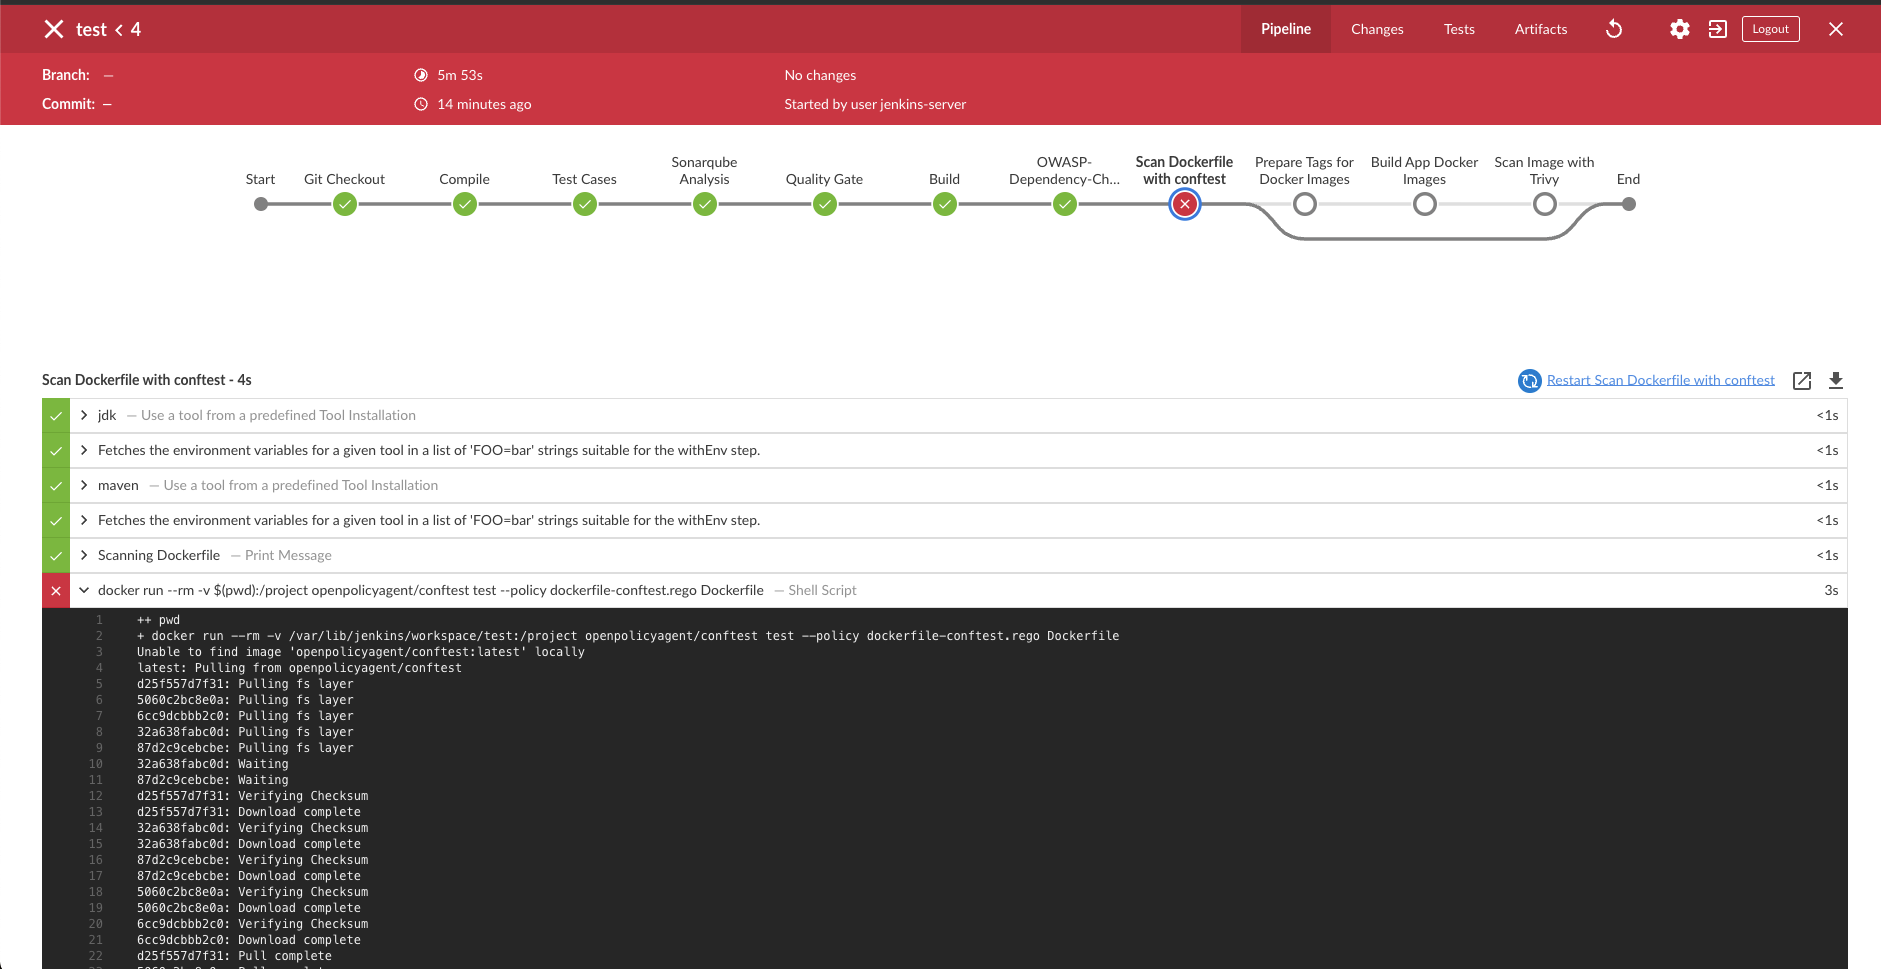 test < 4
Pipeline
Changes
Tests
Artifacts
Logout
Branch: —
5m 53s
No changes
Commit: —
14 minutes ago
Started by user jenkins-server
Start
Git Checkout
Compile
Test Cases
Sonarqube
Analysis
Quality Gate
Build
OWASP-
Dependency-Ch...
Scan Dockerfile
with conftest
Prepare Tags for
Docker Images
Build App Docker
Images
Scan Image with
Trivy
End
Scan Dockerfile with conftest - 4s
Restart Scan Dockerfile with conftest
jdk — Use a tool from a predefined Tool Installation <1s
Fetches the environment variables for a given tool in a list of 'FOO=bar' strings suitable for the withEnv step. <1s
maven — Use a tool from a predefined Tool Installation <1s
Fetches the environment variables for a given tool in a list of 'FOO=bar' strings suitable for the withEnv step. <1s
Scanning Dockerfile — Print Message <1s
docker run --rm -v $(pwd):/project openpolicyagent/conftest test --policy dockerfile-conftest.rego Dockerfile — Shell Script 3s
1 ++ pwd
2 + docker run --rm -v /var/lib/jenkins/workspace/test:/project openpolicyagent/conftest test --policy dockerfile-conftest.rego Dockerfile
3 Unable to find image 'openpolicyagent/conftest:latest' locally
4 latest: Pulling from openpolicyagent/conftest
5 d25f557d7f31: Pulling fs layer
6 5060c2bc8e0a: Pulling fs layer
7 6cc9dcbbb2c0: Pulling fs layer
8 32a638fabc0d: Pulling fs layer
9 87d2c9cebcbe: Pulling fs layer
10 32a638fabc0d: Waiting
11 87d2c9cebcbe: Waiting
12 d25f557d7f31: Verifying Checksum
13 d25f557d7f31: Download complete
14 32a638fabc0d: Verifying Checksum
15 32a638fabc0d: Download complete
16 87d2c9cebcbe: Verifying Checksum
17 87d2c9cebcbe: Download complete
18 5060c2bc8e0a: Verifying Checksum
19 5060c2bc8e0a: Download complete
20 6cc9dcbbb2c0: Verifying Checksum
21 6cc9dcbbb2c0: Download complete
22 d25f557d7f31: Pull complete